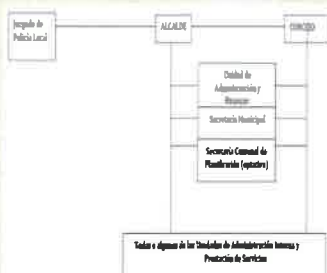 Juzgado de
Policía Local
ALCALDE
CONCEJO
Unidad de
Administración y
Finanzas
Secretaría Municipal
Secretaría Comunal de
Planificación (optativo)
Todas o algunas de las Unidades de Administración Interna y
Prestación de Servicios